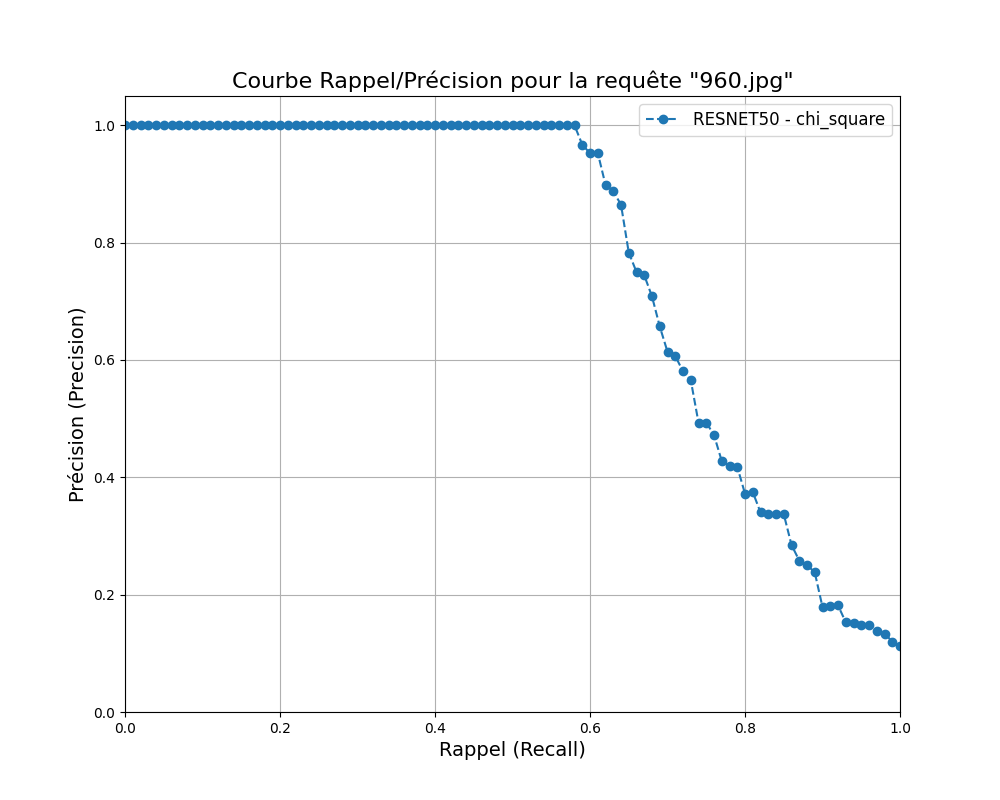 Courbe Rappel/Précision pour la requête "960.jpg"
RESNET50 - chi_square
1.0
0.8
0.6
0.4
0.2
0.0
Précision (Precision)
0.0 0.2 0.4 0.6 0.8 1.0
Rappel (Recall)